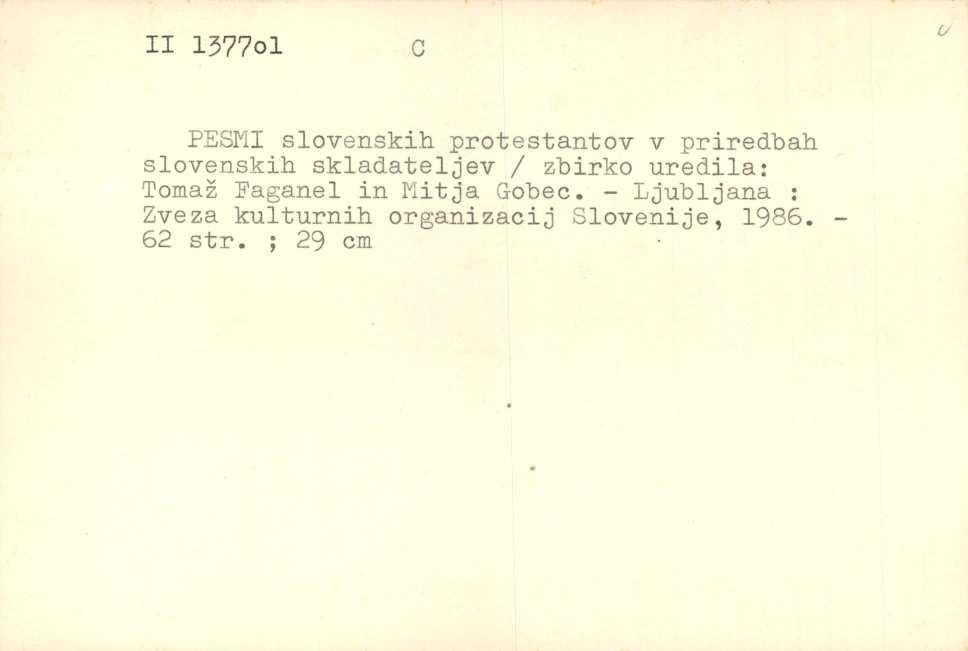 II 1377o1 C
PESMI slovenskih protestantov v priredbah
slovenskih skladateljev / zbirko uredila:
Tomaž Faganel in Mitja Gobec. - Ljubljana :
Zveza kulturnih organizacij Slovenije, 1986. -
62 str. ; 29 cm